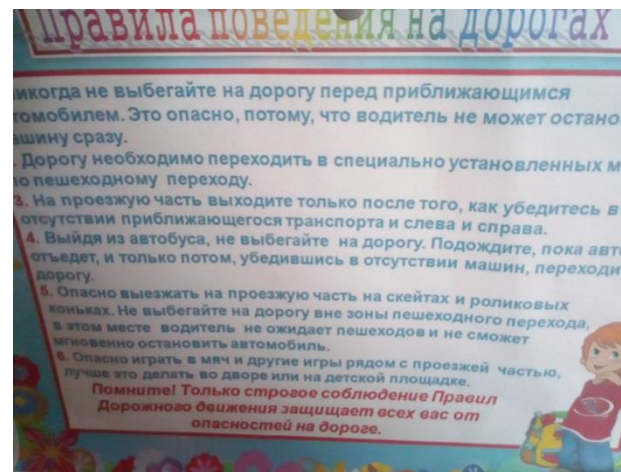 Правила поведения на дорогах
икогда не выбегайте на дорогу перед приближающимся
томобилем. Это опасно, потому, что водитель не может остано
ашину сразу.
Дорогу необходимо переходить в специально установленных м
по пешеходному переходу.
3. На проезжую часть выходите только после того, как убедитесь в
отсутствии приближающегося транспорта и слева и справа.
4. Выйдя из автобуса, не выбегайте на дорогу. Подождите, пока авт
отъедет, и только потом, убедившись в отсутствии машин, переходи
дорогу.
5. Опасно выезжать на проезжую часть на скейтах и роликовых
коньках. Не выбегайте на дорогу вне зоны пешеходного перехода,
в этом месте водитель не ожидает пешеходов и не сможет
мгновенно остановить автомобиль.
6. Опасно играть в мяч и другие игры рядом с проезжей частью,
лучше это делать во дворе или на детской площадке.
Помните! Только строгое соблюдение Правил
Дорожного движения защищает всех вас от
опасностей на дороге.